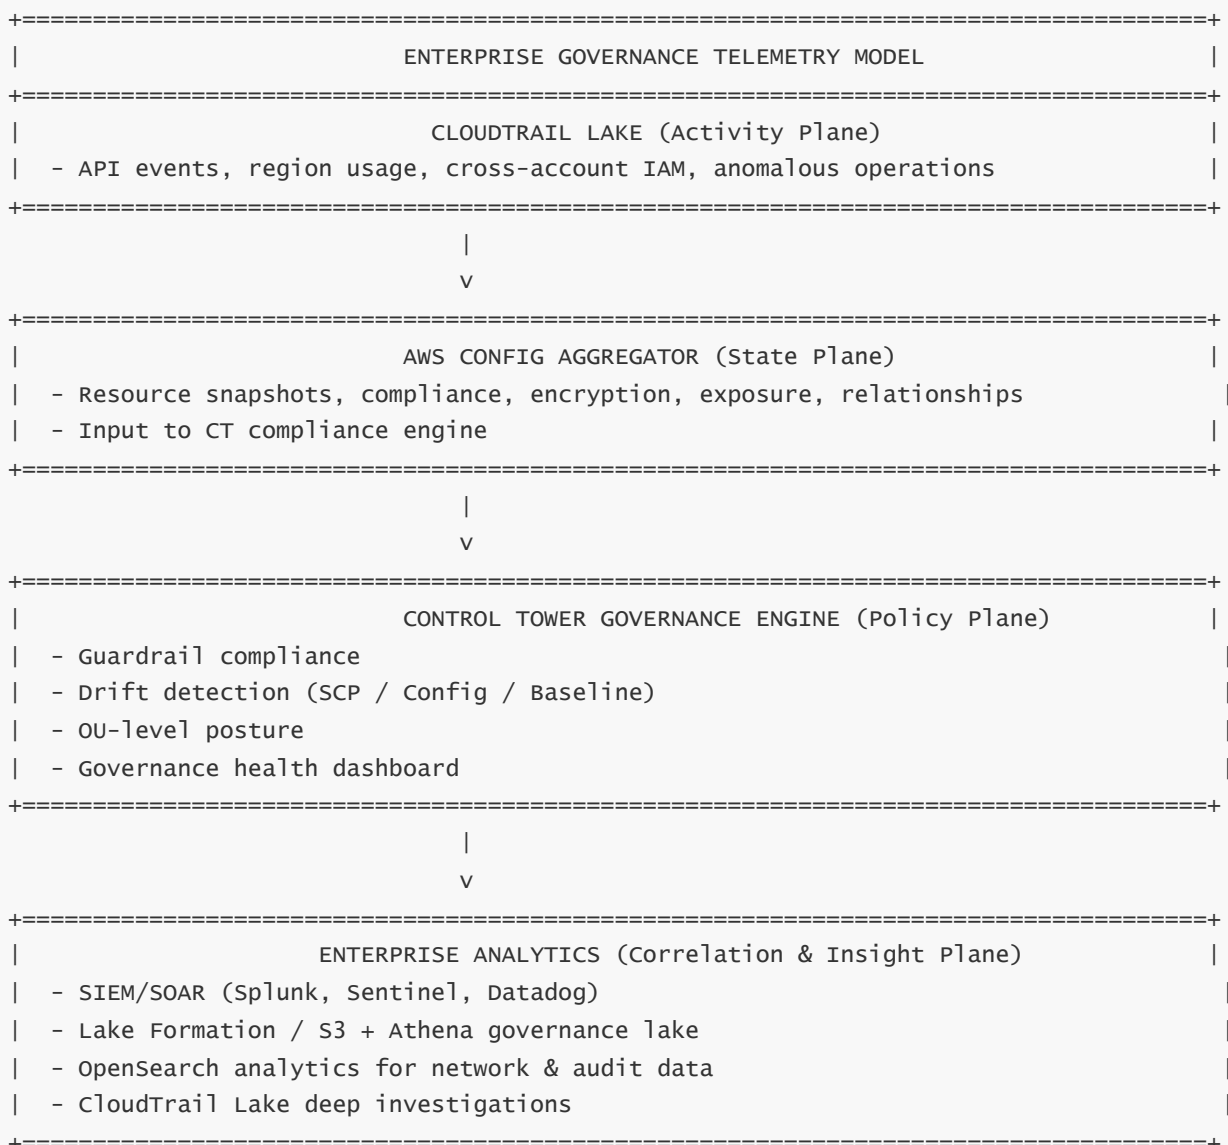 +====================================================================================+
| ENTERPRISE GOVERNANCE TELEMETRY MODEL |
+====================================================================================+
| CLOUDTRAIL LAKE (Activity Plane) |
| - API events, region usage, cross-account IAM, anomalous operations |
+====================================================================================+
|
v
+====================================================================================+
| AWS CONFIG AGGREGATOR (State Plane) |
| - Resource snapshots, compliance, encryption, exposure, relationships |
| - Input to CT compliance engine |
+====================================================================================+
|
v
+====================================================================================+
| CONTROL TOWER GOVERNANCE ENGINE (Policy Plane) |
| - Guardrail compliance |
| - Drift detection (SCP / Config / Baseline) |
| - OU-level posture |
| - Governance health dashboard |
+====================================================================================+
|
v
+====================================================================================+
| ENTERPRISE ANALYTICS (Correlation & Insight Plane) |
| - SIEM/SOAR (Splunk, Sentinel, Datadog) |
| - Lake Formation / S3 + Athena governance lake |
| - OpenSearch analytics for network & audit data |
| - CloudTrail Lake deep investigations |
+====================================================================================+